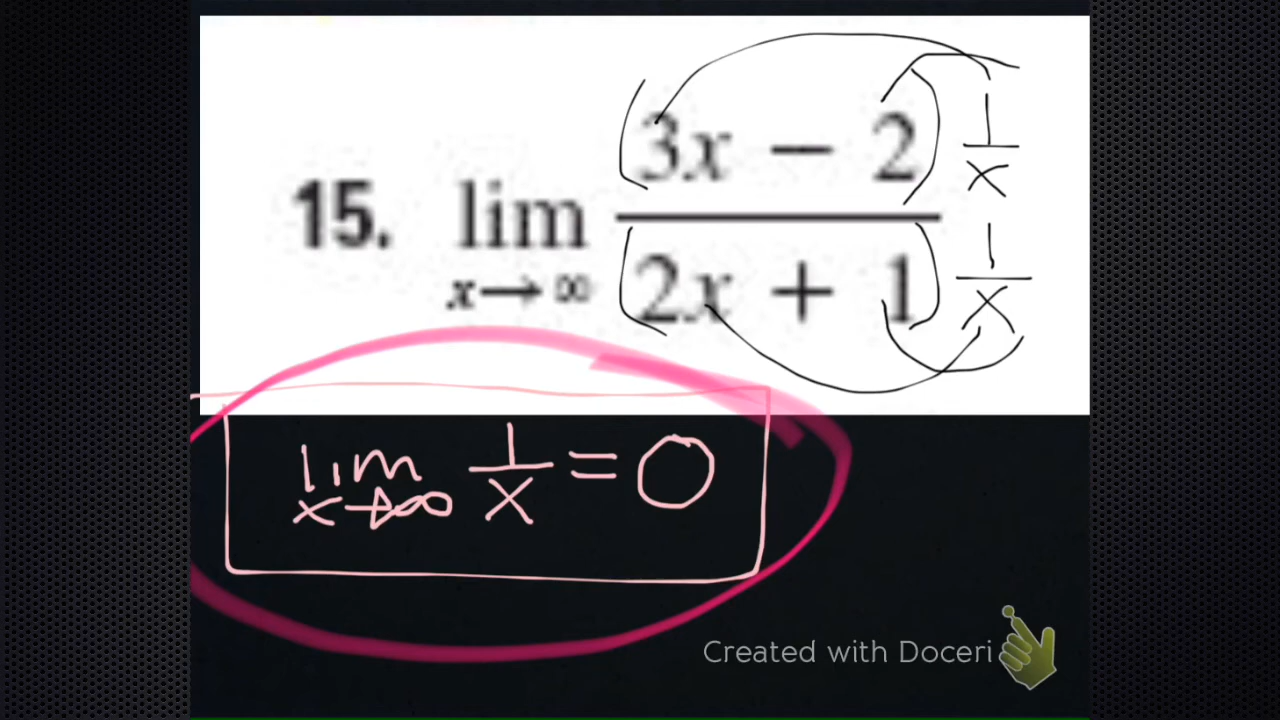 15. lim x→∞ (3x − 2) 1/x
(2x + 1) 1/x
lim x→∞ 1/x = 0
Created with Doceri